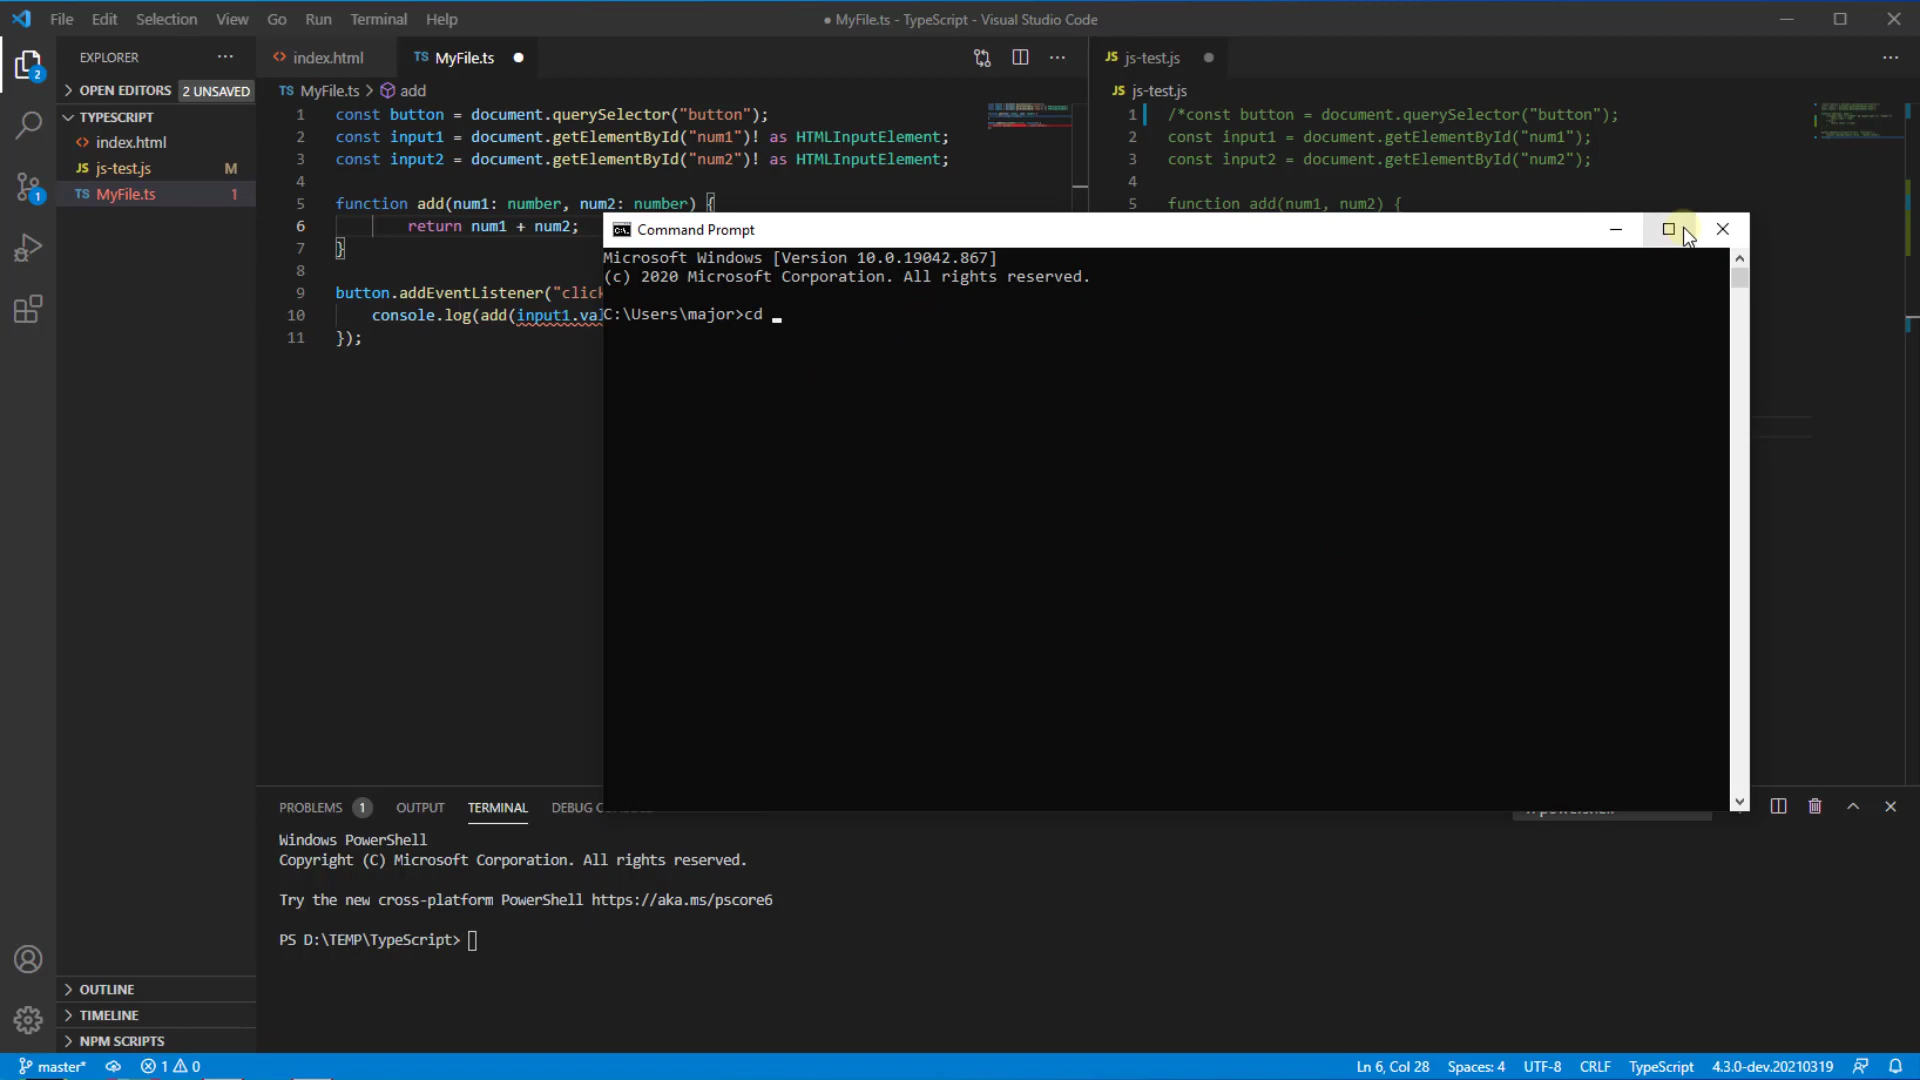 File Edit Selection View Go Run Terminal Help
● MyFile.ts - TypeScript - Visual Studio Code
EXPLORER
OPEN EDITORS 2 UNSAVED
TYPESCRIPT
index.html
JS js-test.js M
TS MyFile.ts 1
OUTLINE
TIMELINE
NPM SCRIPTS
2
1
index.html
TS MyFile.ts
TS MyFile.ts > add
1 const button = document.querySelector("button");
2 const input1 = document.getElementById("num1")! as HTMLInputElement;
3 const input2 = document.getElementById("num2")! as HTMLInputElement;
4
5 function add(num1: number, num2: number) {
6 return num1 + num2;
7 }
8
9 button.addEventListener("click
10 console.log(add(input1.val
11 });
JS js-test.js
JS js-test.js
1 /*const button = document.querySelector("button");
2 const input1 = document.getElementById("num1");
3 const input2 = document.getElementById("num2");
4
5 function add(num1, num2) {
Command Prompt
Microsoft Windows [Version 10.0.19042.867]
(c) 2020 Microsoft Corporation. All rights reserved.
C:\Users\major>cd _
PROBLEMS 1 OUTPUT TERMINAL DEBUG
Windows PowerShell
Copyright (C) Microsoft Corporation. All rights reserved.
Try the new cross-platform PowerShell https://aka.ms/pscore6
PS D:\TEMP\TypeScript>
master* 1 0
Ln 6, Col 28 Spaces: 4 UTF-8 CRLF TypeScript 4.3.0-dev.20210319